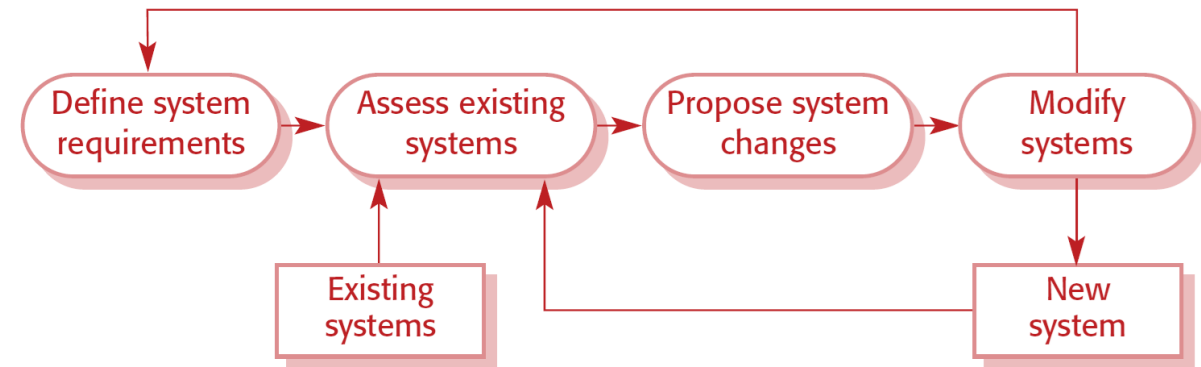 Define system
requirements
Assess existing
systems
Propose system
changes
Modify
systems
Existing
systems
New
system